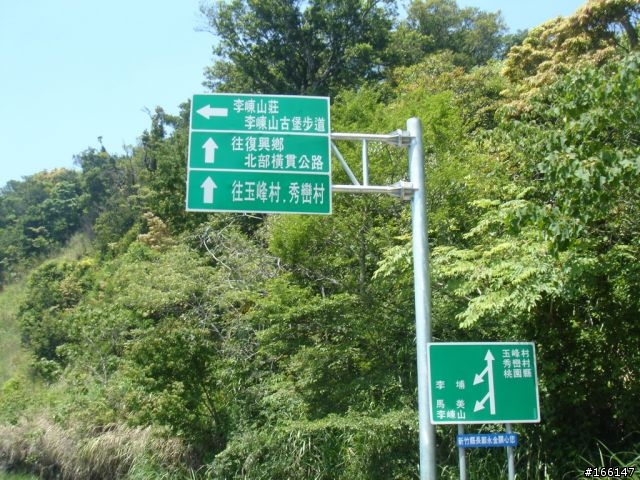 李崠山莊
李崠山古堡步道
往復興鄉
北部橫貫公路
往玉峰村.秀巒村
玉峰村
秀巒村
桃園縣
李 埔
馬 美
李崠山
新竹縣長鄭永金關心您
#166147